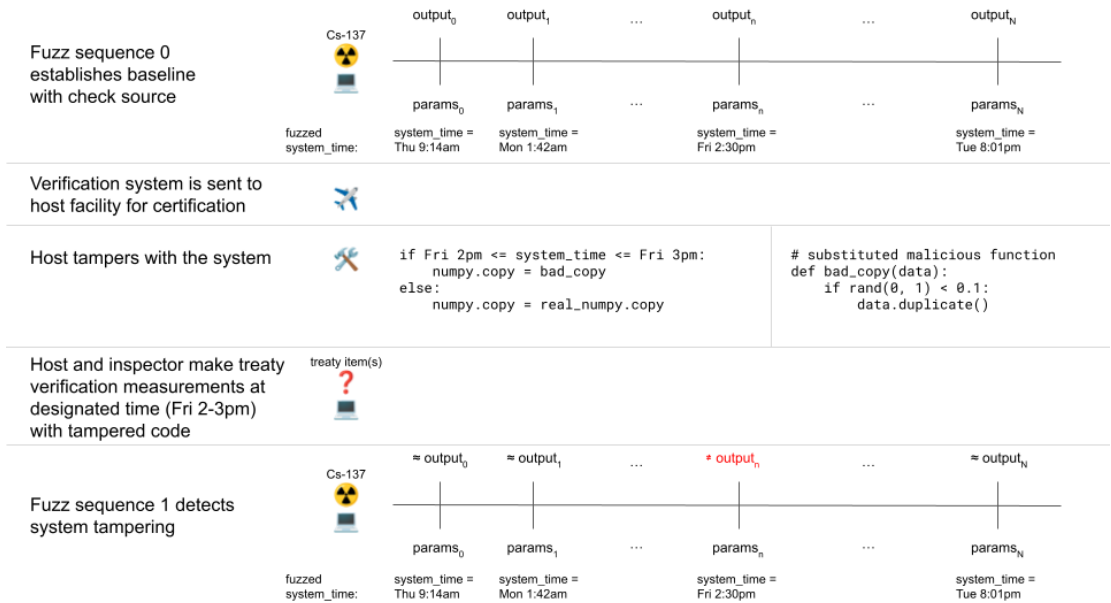 output₀ output₁ ... outputₙ ... output_N
Cs-137
Fuzz sequence 0
establishes baseline
with check source
params₀ params₁ ... paramsₙ ... params_N
fuzzed
system_time:
system_time =
Thu 9:14am
system_time =
Mon 1:42am
system_time =
Fri 2:30pm
system_time =
Tue 8:01pm
Verification system is sent to
host facility for certification
Host tampers with the system
if Fri 2pm <= system_time <= Fri 3pm:
    numpy.copy = bad_copy
else:
    numpy.copy = real_numpy.copy
# substituted malicious function
def bad_copy(data):
    if rand(0, 1) < 0.1:
        data.duplicate()
Host and inspector make treaty
verification measurements at
designated time (Fri 2-3pm)
with tampered code
treaty item(s)
≈ output₀ ≈ output₁ ... ≠ outputₙ ... ≈ output_N
Cs-137
Fuzz sequence 1 detects
system tampering
params₀ params₁ ... paramsₙ ... params_N
fuzzed
system_time:
system_time =
Thu 9:14am
system_time =
Mon 1:42am
system_time =
Fri 2:30pm
system_time =
Tue 8:01pm